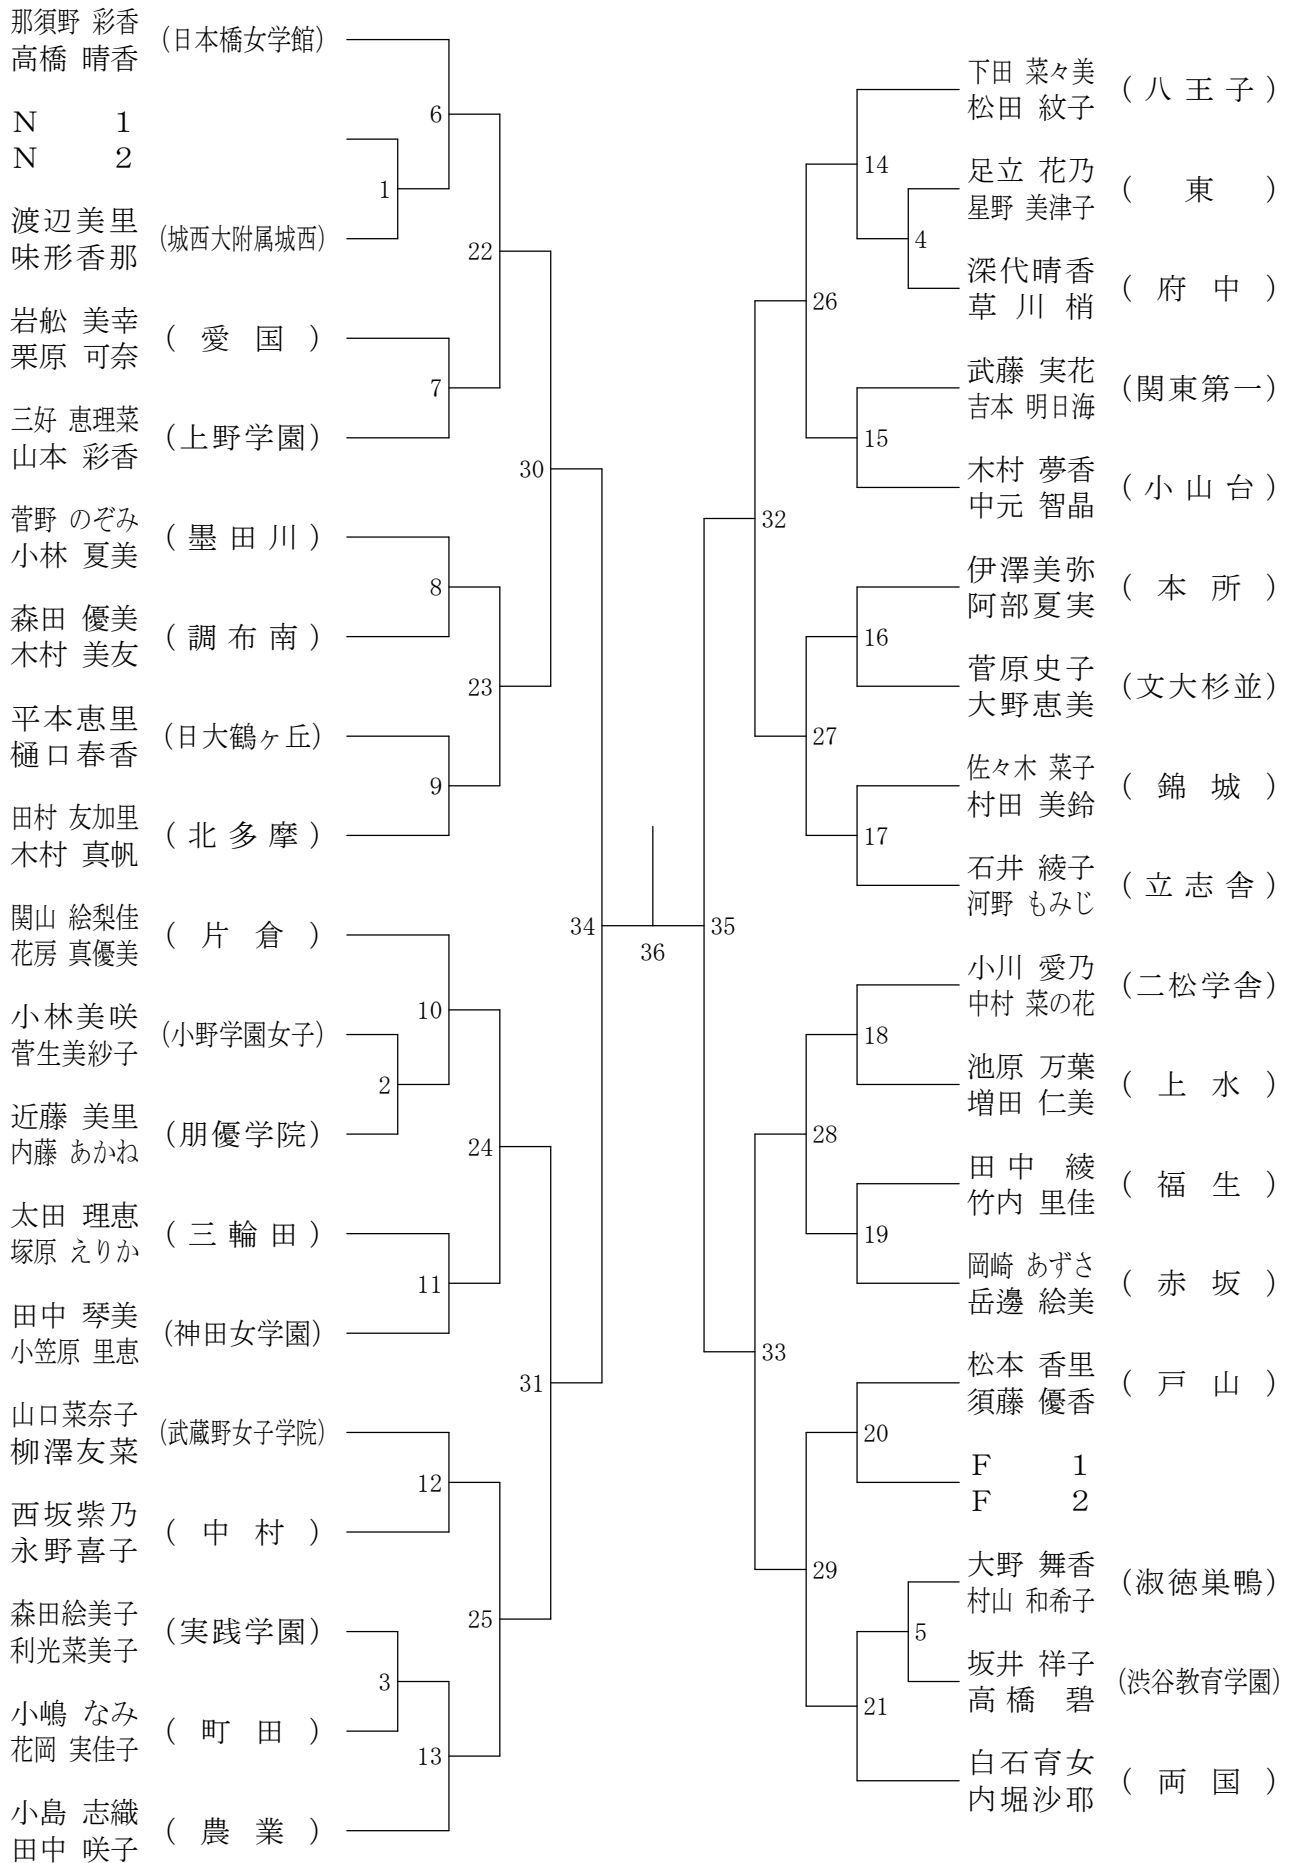 那須野 彩香
高橋 晴香
(日本橋女学館)
N 1
N 2
渡辺美里
味形香那
(城西大附属城西)
岩舩 美幸
栗原 可奈
( 愛 国 )
三好 恵理菜
山本 彩香
(上野学園)
菅野 のぞみ
小林 夏美
( 墨 田 川 )
森田 優美
木村 美友
( 調 布 南 )
平本恵里
樋口春香
(日大鶴ヶ丘)
田村 友加里
木村 真帆
( 北 多 摩 )
関山 絵梨佳
花房 真優美
( 片 倉 )
小林美咲
菅生美紗子
(小野学園女子)
近藤 美里
内藤 あかね
(朋優学院)
太田 理恵
塚原 えりか
( 三 輪 田 )
田中 琴美
小笠原 里恵
(神田女学園)
山口菜奈子
柳澤友菜
(武蔵野女子学院)
西坂紫乃
永野喜子
( 中 村 )
森田絵美子
利光菜美子
(実践学園)
小嶋 なみ
花岡 実佳子
( 町 田 )
小島 志織
田中 咲子
( 農 業 )
1
2
3
6
7
8
9
10
11
12
13
22
23
24
25
30
31
34
36
35
32
33
26
27
28
29
14
15
16
17
18
19
20
21
4
5
下田 菜々美
松田 紋子
( 八 王 子 )
足立 花乃
星野 美津子
( 東 )
深代晴香
草 川 梢
( 府 中 )
武藤 実花
吉本 明日海
(関東第一)
木村 夢香
中元 智晶
( 小 山 台 )
伊澤美弥
阿部夏実
( 本 所 )
菅原史子
大野恵美
(文大杉並)
佐々木 菜子
村田 美鈴
( 錦 城 )
石井 綾子
河野 もみじ
( 立 志 舎 )
小川 愛乃
中村 菜の花
(二松学舎)
池原 万葉
増田 仁美
( 上 水 )
田 中 綾
竹内 里佳
( 福 生 )
岡崎 あずさ
岳邊 絵美
( 赤 坂 )
松本 香里
須藤 優香
( 戸 山 )
F 1
F 2
大野 舞香
村山 和希子
(淑徳巣鴨)
坂井 祥子
高 橋 碧
(渋谷教育学園)
白石育女
内堀沙耶
( 両 国 )